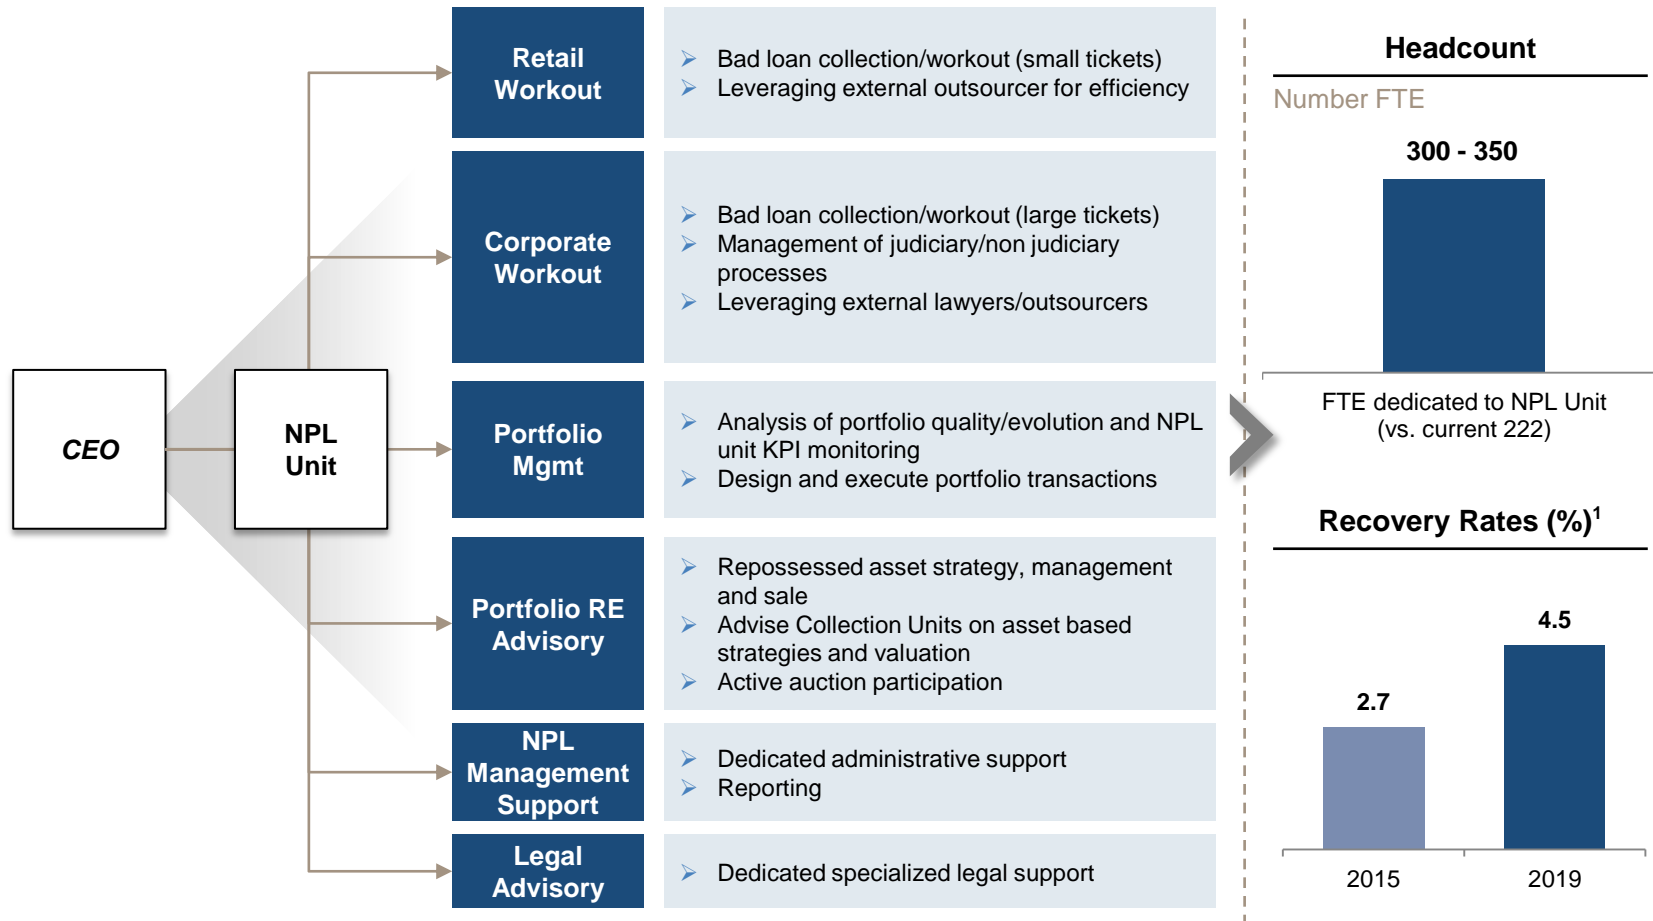 CEO
NPL
Unit
Retail
Workout
Bad loan collection/workout (small tickets)
Leveraging external outsourcer for efficiency
Corporate
Workout
Bad loan collection/workout (large tickets)
Management of judiciary/non judiciary
processes
Leveraging external lawyers/outsourcers
Portfolio
Mgmt
Analysis of portfolio quality/evolution and NPL
unit KPI monitoring
Design and execute portfolio transactions
Portfolio RE
Advisory
Repossessed asset strategy, management
and sale
Advise Collection Units on asset based
strategies and valuation
Active auction participation
NPL
Management
Support
Dedicated administrative support
Reporting
Legal
Advisory
Dedicated specialized legal support
Headcount
Number FTE
300 - 350
FTE dedicated to NPL Unit
(vs. current 222)
Recovery Rates (%)1
2.7
4.5
2015
2019